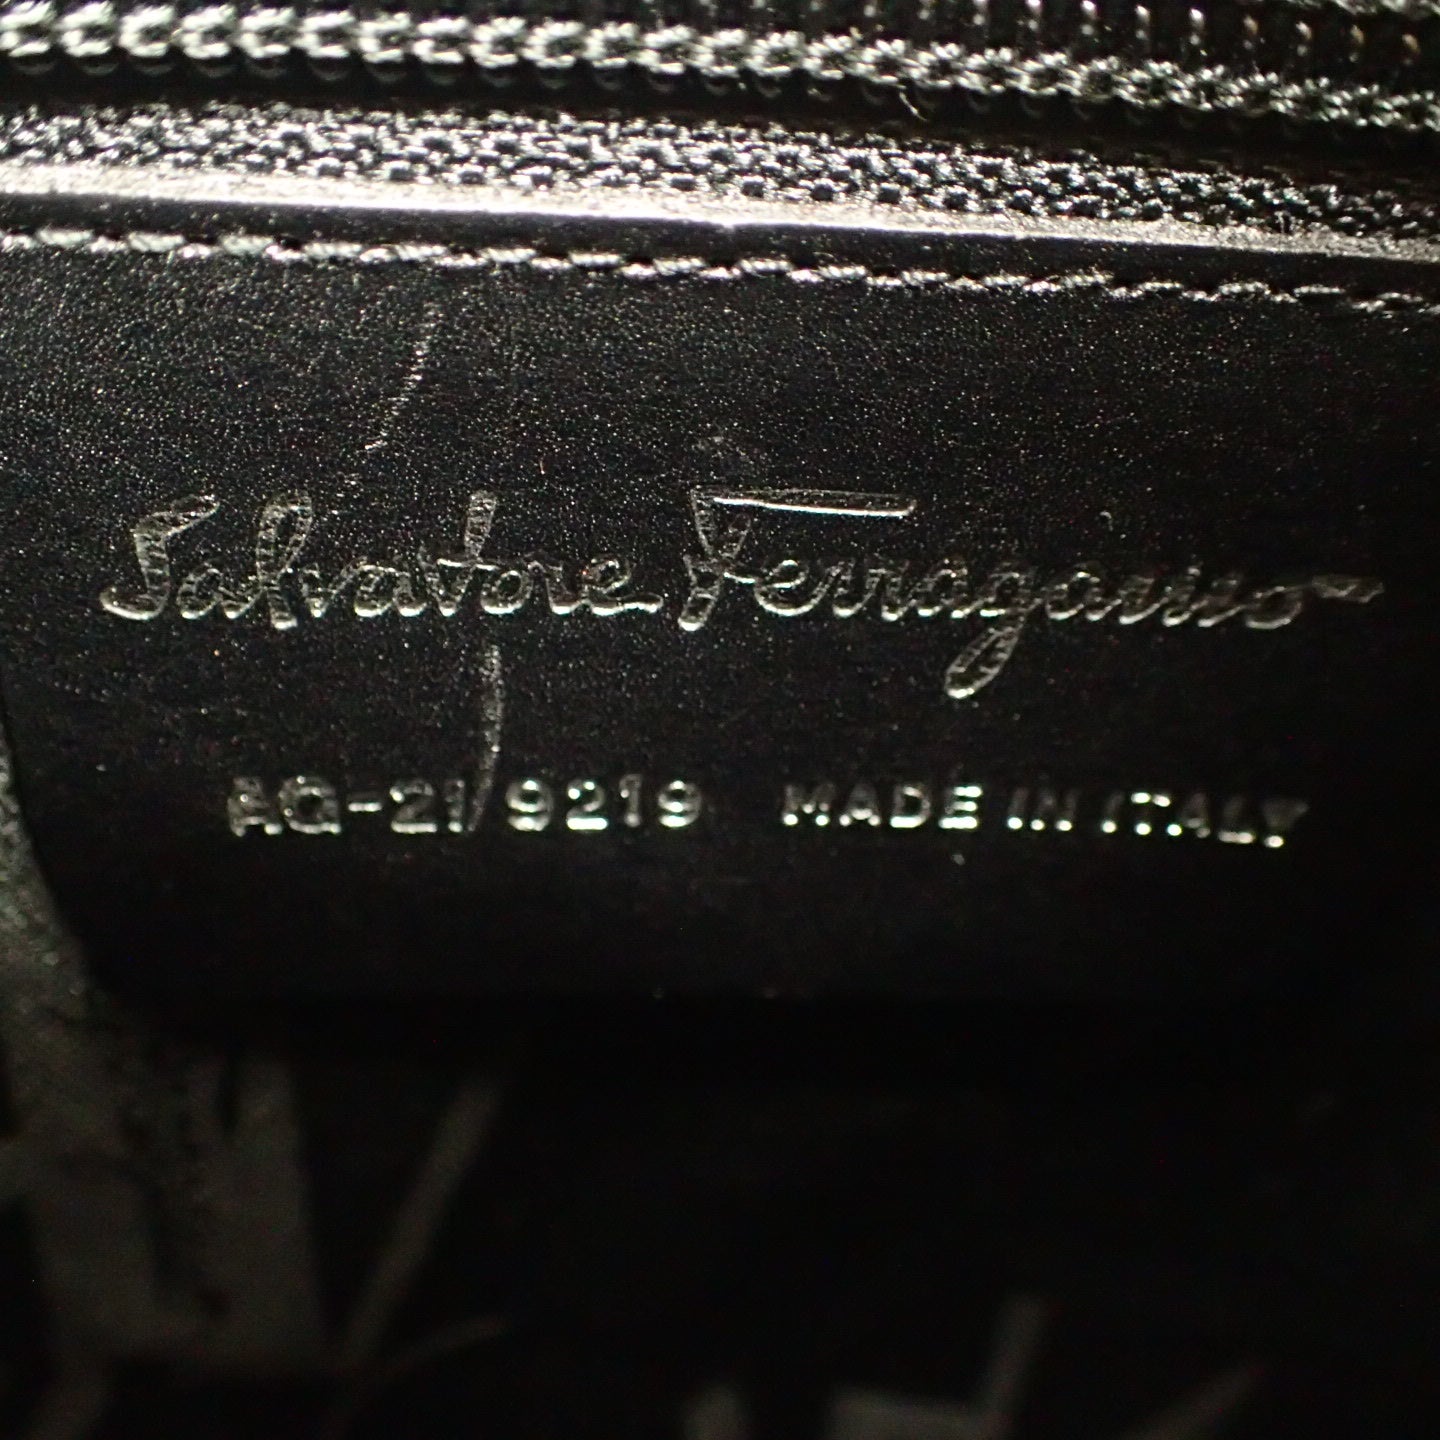 Salvatore Ferragamo
AQ-21/9219 MADE IN ITALY